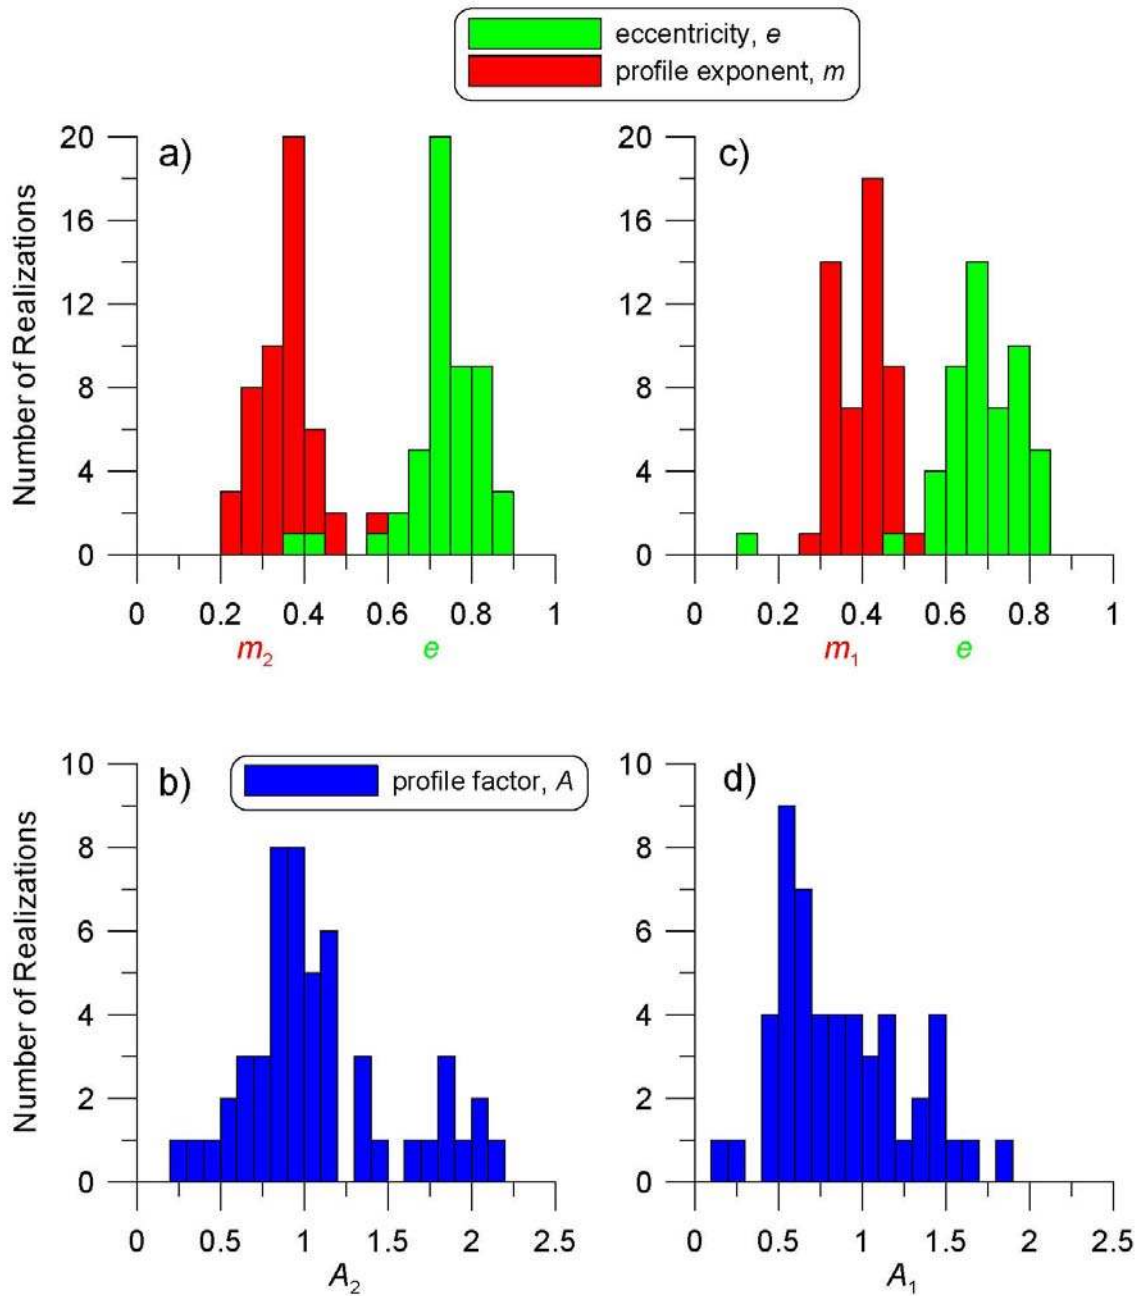 eccentricity, e
profile exponent, m
a)
c)
Number of Realizations
20
16
12
8
4
0
20
16
12
8
4
0
0 0.2 0.4 0.6 0.8 1
0 0.2 0.4 0.6 0.8 1
m2 e
m1 e
b)
profile factor, A
d)
Number of Realizations
10
8
6
4
2
0
10
8
6
4
2
0
0 0.5 1 1.5 2 2.5
0 0.5 1 1.5 2 2.5
A2
A1